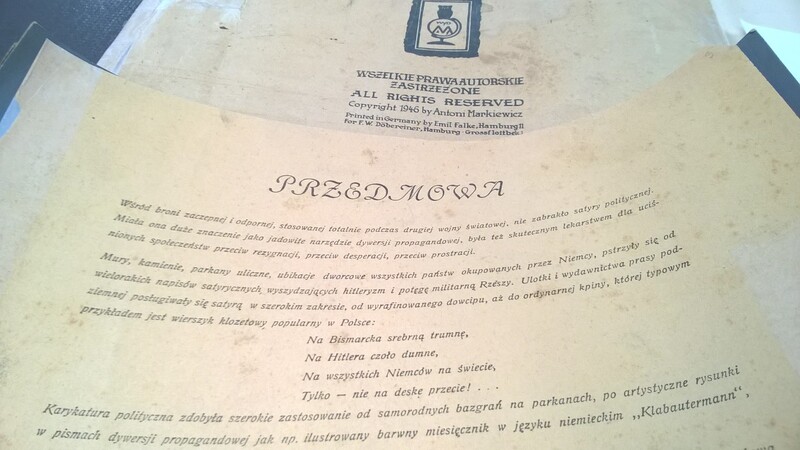 WYD
M
WSZELKIE PRAWA AUTORSKIE
ZASTRZEŻONE
ALL RIGHTS RESERVED
Copyright 1946 by Antoni Markiewicz
Printed in Germany by Emil Falke, Hamburg 11
for F. W. Döbereiner, Hamburg-Grossflottbek
PRZEDMOWA
Wśród broni zaczepnej i odpornej, stosowanej totalnie podczas drugiej wojny światowej, nie zabrakło satyry politycznej.
Miała ona duże znaczenie jako jadowite narzędzie dywersji propagandowej, była też skutecznym lekarstwem dla uciś-
nionych społeczeństw przeciw rezygnacji, przeciw desperacji, przeciw prostracji.
Mury, kamienie, parkany uliczne, ubikacje dworcowe wszystkich państw okupowanych przez Niemcy, pstrzyły się od
wielorakich napisów satyrycznych wyszydzających hitleryzm i potęgę militarną Rzeszy. Ulotki i wydawnictwa prasy pod-
ziemnej posługiwały się satyrą w szerokim zakresie, od wyrafinowanego dowcipu, aż do ordynarnej kpiny, której typowym
przykładem jest wierszyk klozetowy popularny w Polsce:
Na Bismarcka srebrną trumnę,
Na Hitlera czoło dumne,
Na wszystkich Niemców na świecie,
Tylko — nie na deskę przecie! . . .
Karykatura polityczna zdobyła szerokie zastosowanie od samorodnych bazgrań na parkanach, po artystyczne rysunki
w pismach dywersji propagandowej jak np. ilustrowany barwny miesięcznik w języku niemieckim „Klabautermann“,